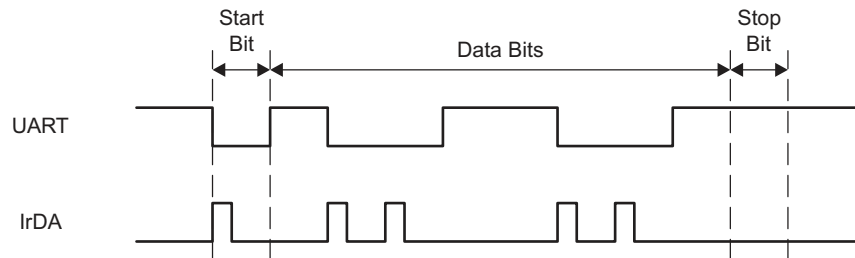 Start
Bit
Data Bits
Stop
Bit
UART
IrDA